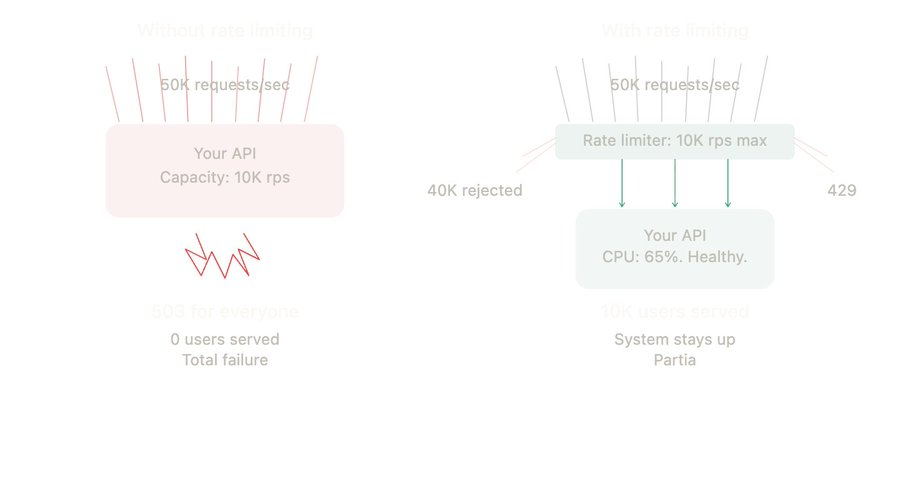 Without rate limiting
50K requests/sec
Your API
Capacity: 10K rps
503 for everyone
0 users served
Total failure
With rate limiting
50K requests/sec
Rate limiter: 10K rps max
40K rejected
429
Your API
CPU: 65%. Healthy.
10K users served
System stays up
Partia